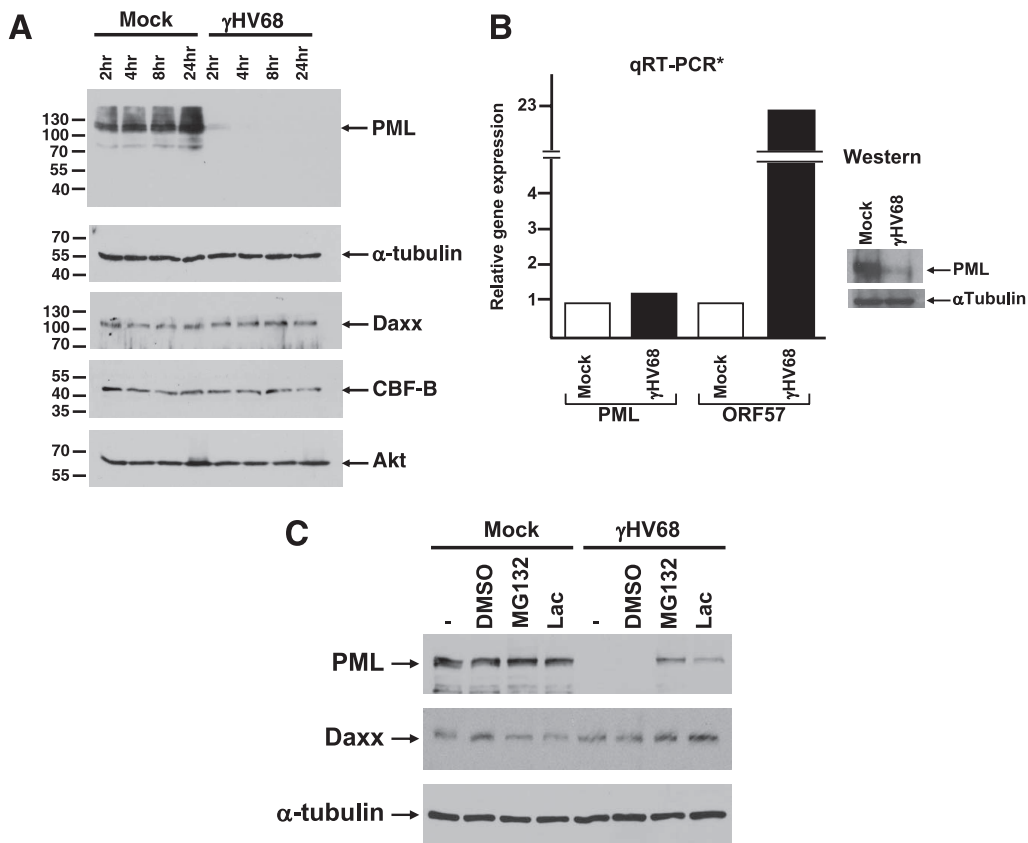 A
Mock γHV68
2hr 4hr 8hr 24hr 2hr 4hr 8hr 24hr
130
100
70
55
40
PML
70
55
40
α-tubulin
130
100
70
Daxx
55
40
35
CBF-B
70
55
Akt
B
qRT-PCR*
Relative gene expression
23
4
3
2
1
Mock γHV68 Mock γHV68
PML ORF57
Western
Mock γHV68
PML
αTubulin
C
Mock γHV68
- DMSO MG132 Lac - DMSO MG132 Lac
PML
Daxx
α-tubulin